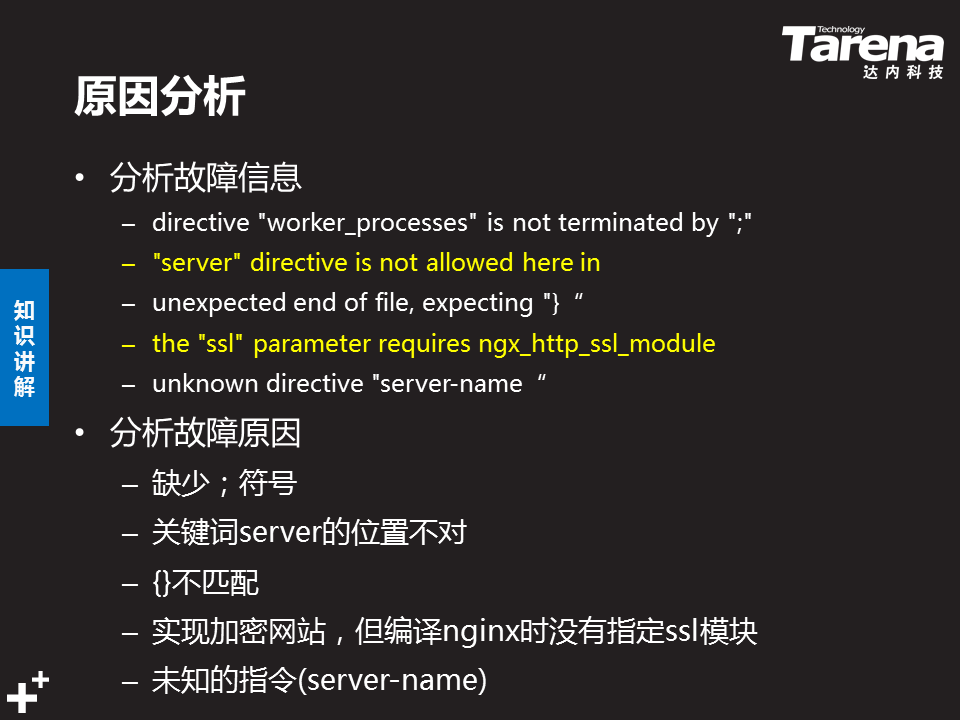 Technology
Tarena
达内科技
原因分析
• 分析故障信息
– directive "worker_processes" is not terminated by ";"
– "server" directive is not allowed here in
– unexpected end of file, expecting "}“
– the "ssl" parameter requires ngx_http_ssl_module
– unknown directive "server-name“
知识讲解
• 分析故障原因
– 缺少；符号
– 关键词server的位置不对
– {}不匹配
– 实现加密网站，但编译nginx时没有指定ssl模块
– 未知的指令(server-name)